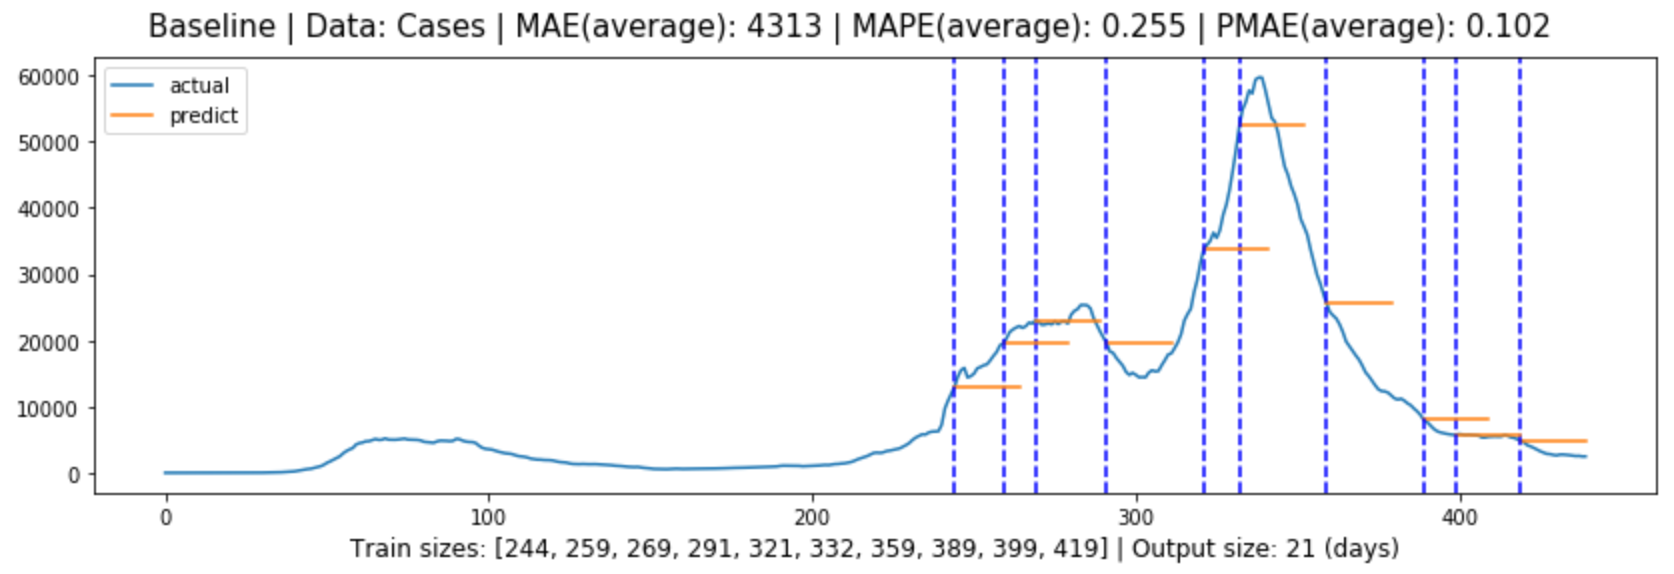 Baseline | Data: Cases | MAE(average): 4313 | MAPE(average): 0.255 | PMAE(average): 0.102
actual
predict
60000
50000
40000
30000
20000
10000
0
0 100 200 300 400
Train sizes: [244, 259, 269, 291, 321, 332, 359, 389, 399, 419] | Output size: 21 (days)